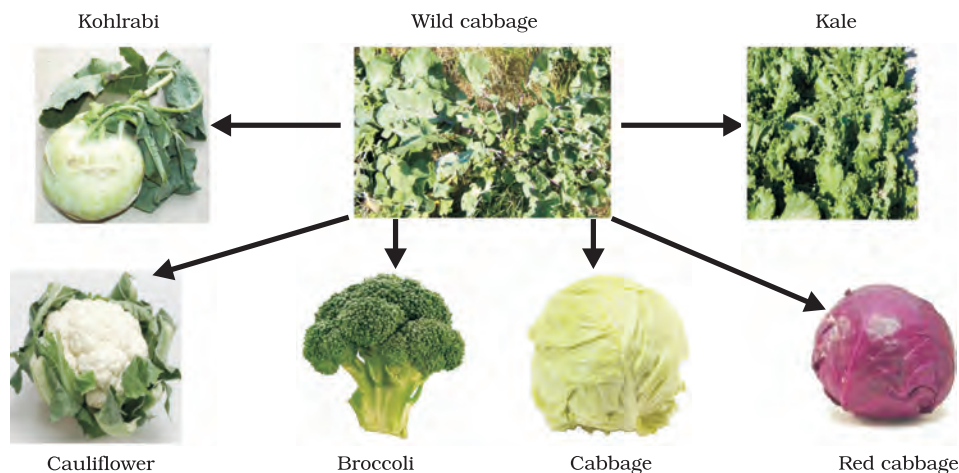 Kohlrabi
Wild cabbage
Kale
Cauliflower
Broccoli
Cabbage
Red cabbage